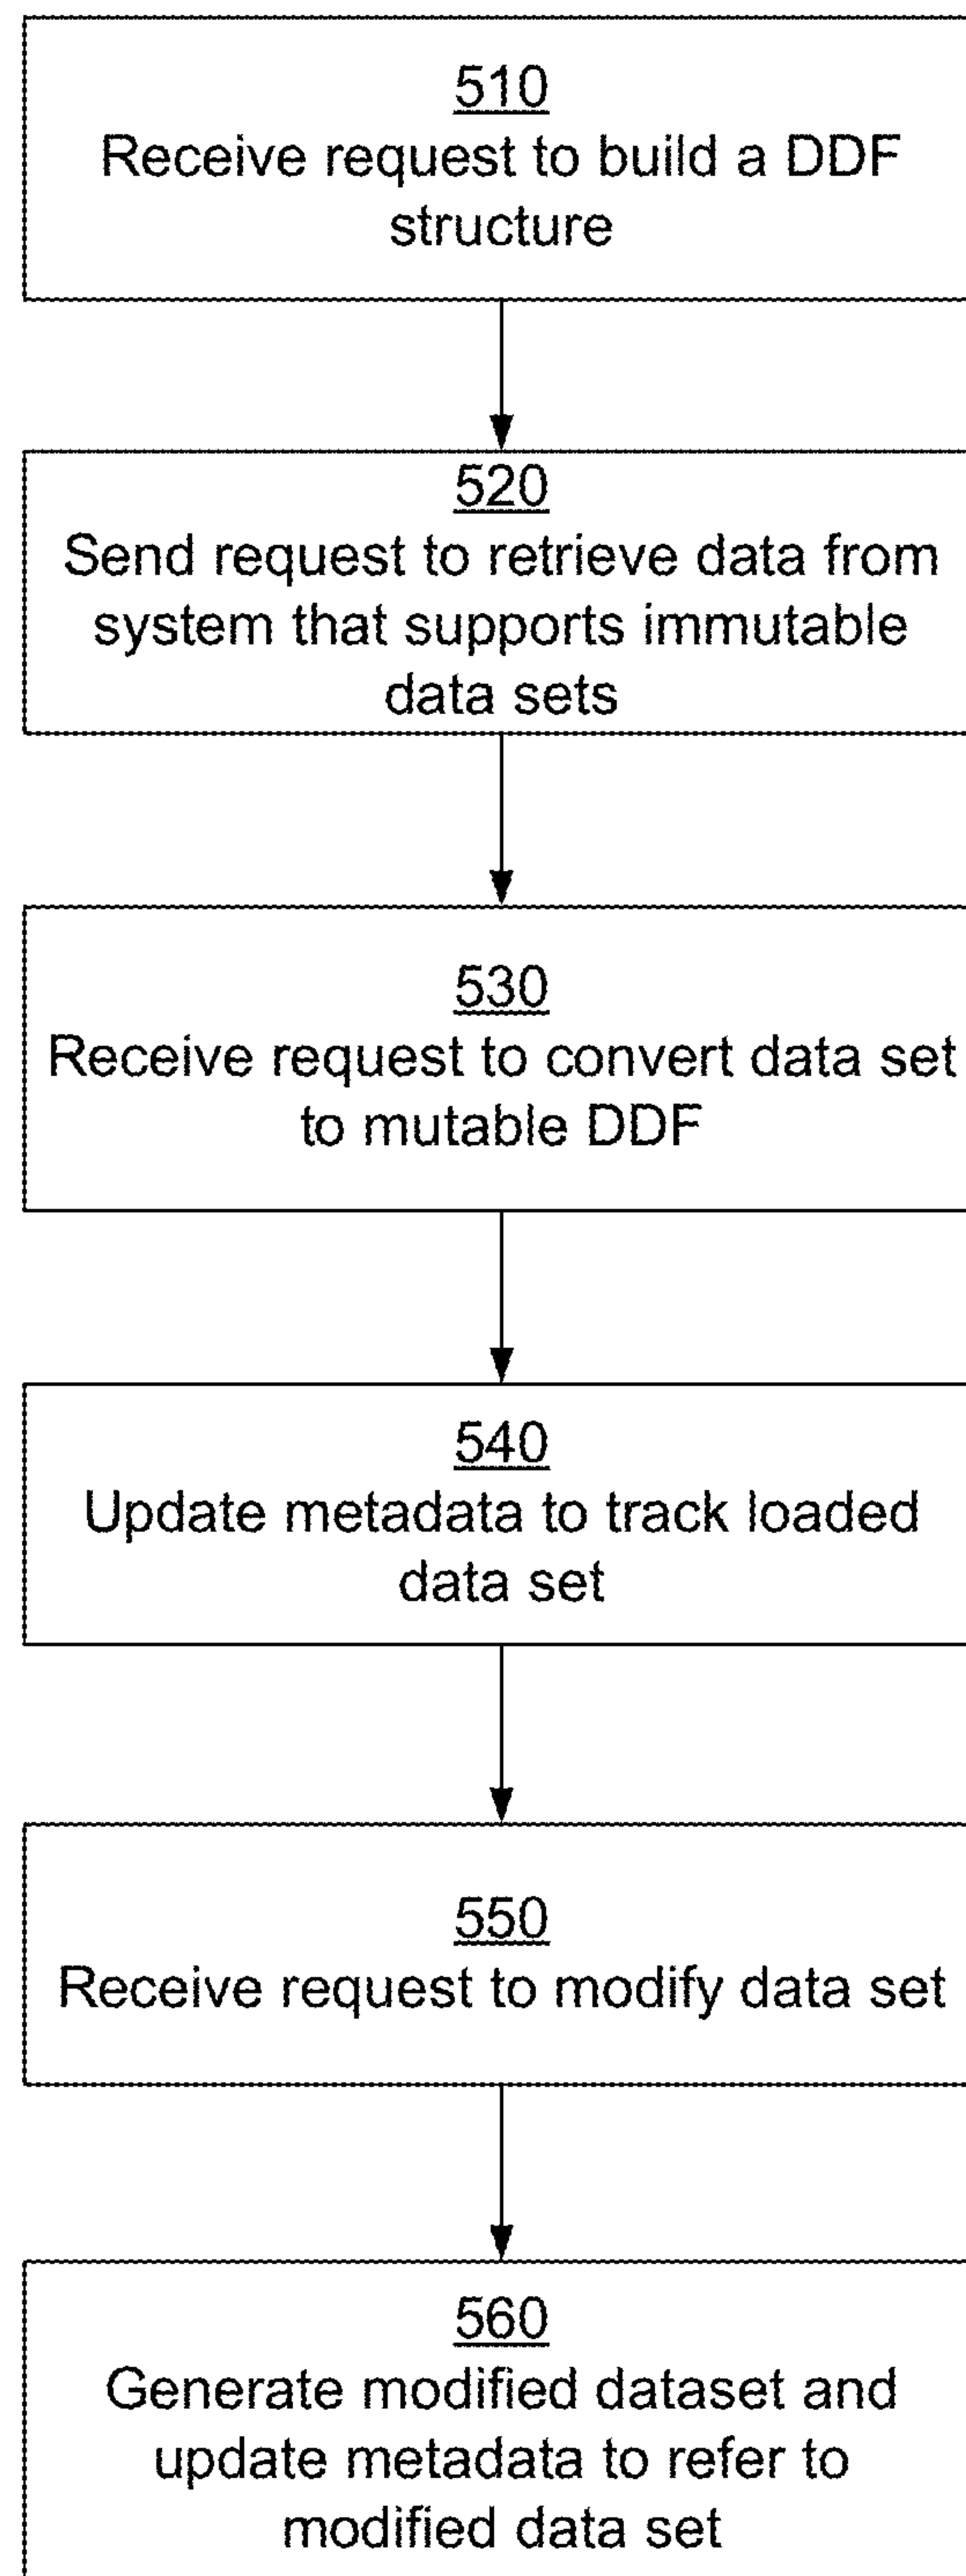 510
Receive request to build a DDF
structure
520
Send request to retrieve data from
system that supports immutable
data sets
530
Receive request to convert data set
to mutable DDF
540
Update metadata to track loaded
data set
550
Receive request to modify data set
560
Generate modified dataset and
update metadata to refer to
modified data set